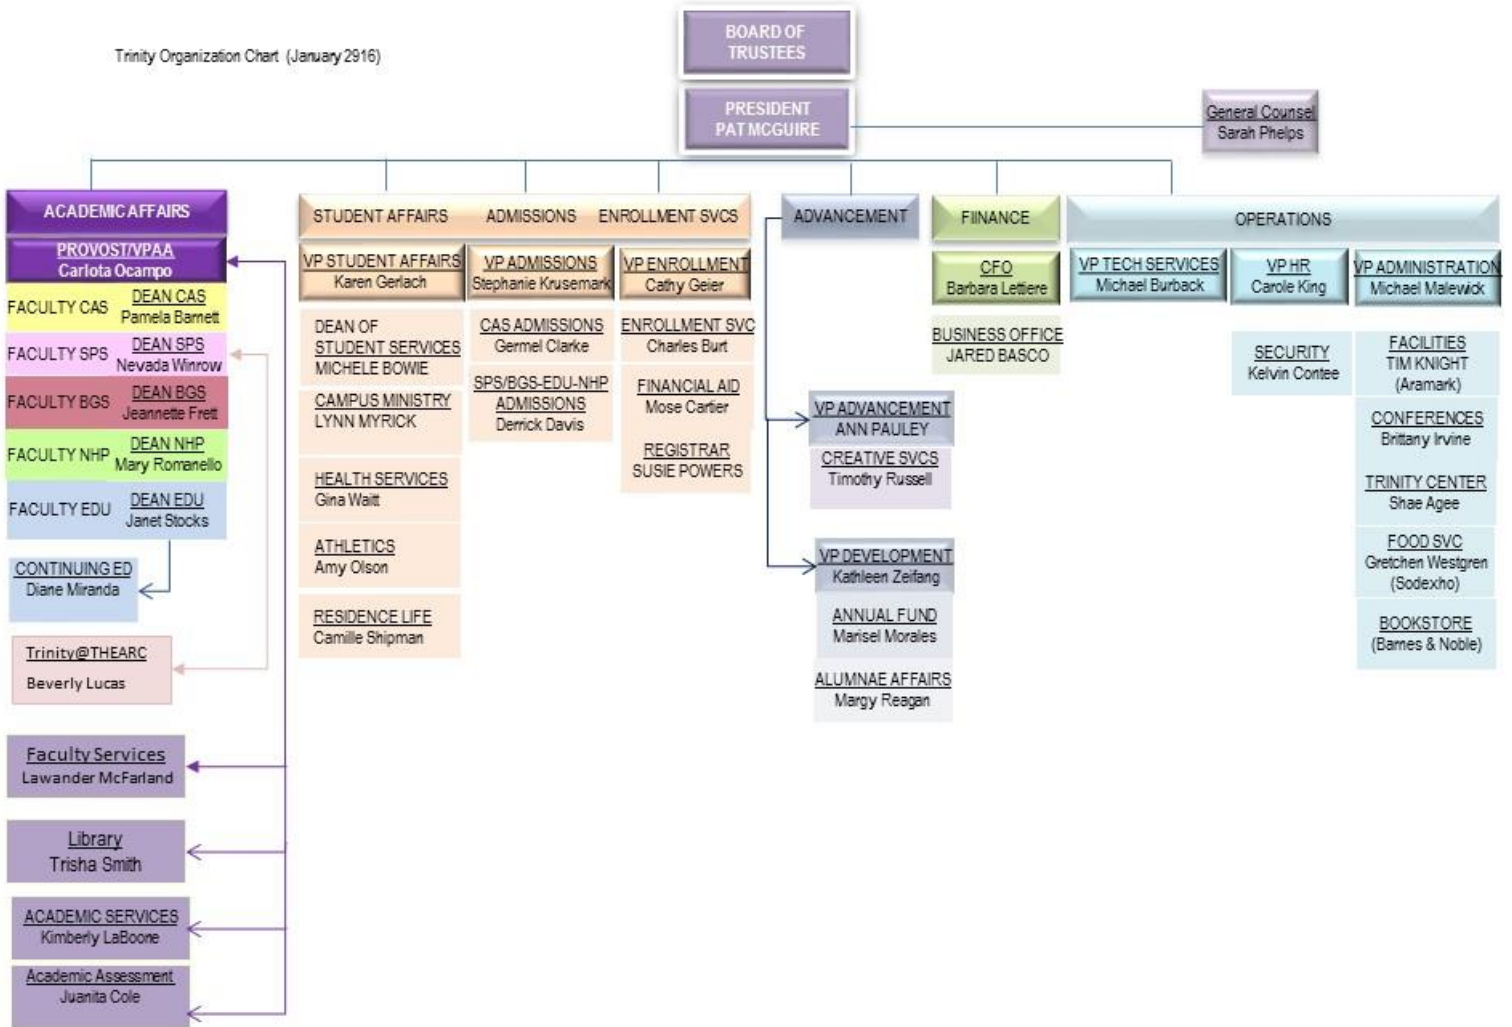 Trinity Organization Chart (January 2916)
BOARD OF
TRUSTEES
PRESIDENT
PAT MCGUIRE
General Counsel
Sarah Phelps
ACADEMIC AFFAIRS
PROVOST/VPAA
Carlota Ocampo
FACULTY CAS
DEAN CAS
Pamela Barnett
FACULTY SPS
DEAN SPS
Nevada Winrow
FACULTY BGS
DEAN BGS
Jeannette Frett
FACULTY NHP
DEAN NHP
Mary Romanello
FACULTY EDU
DEAN EDU
Janet Stocks
CONTINUING ED
Diane Miranda
Trinity@THEARC
Beverly Lucas
Faculty Services
Lawander McFarland
Library
Trisha Smith
ACADEMIC SERVICES
Kimberly LaBoone
Academic Assessment
Juanita Cole
STUDENT AFFAIRS
ADMISSIONS
ENROLLMENT SVCS
VP STUDENT AFFAIRS
Karen Gerlach
DEAN OF
STUDENT SERVICES
MICHELE BOWIE
CAMPUS MINISTRY
LYNN MYRICK
HEALTH SERVICES
Gina Waitt
ATHLETICS
Amy Olson
RESIDENCE LIFE
Camille Shipman
VP ADMISSIONS
Stephanie Krusemark
CAS ADMISSIONS
Germel Clarke
SPS/BGS-EDU-NHP
ADMISSIONS
Derrick Davis
VP ENROLLMENT
Cathy Geier
ENROLLMENT SVC
Charles Burt
FINANCIAL AID
Mose Cartier
REGISTRAR
SUSIE POWERS
ADVANCEMENT
VP ADVANCEMENT
ANN PAULEY
CREATIVE SVCS
Timothy Russell
VP DEVELOPMENT
Kathleen Zeifang
ANNUAL FUND
Marisel Morales
ALUMNAE AFFAIRS
Margy Reagan
FIINANCE
CFO
Barbara Lettiere
BUSINESS OFFICE
JARED BASCO
OPERATIONS
VP TECH SERVICES
Michael Burback
VP HR
Carole King
SECURITY
Kelvin Contee
VP ADMINISTRATION
Michael Malewick
FACILITIES
TIM KNIGHT
(Aramark)
CONFERENCES
Brittany Irvine
TRINITY CENTER
Shae Agee
FOOD SVC
Gretchen Westgren
(Sodexho)
BOOKSTORE
(Barnes & Noble)